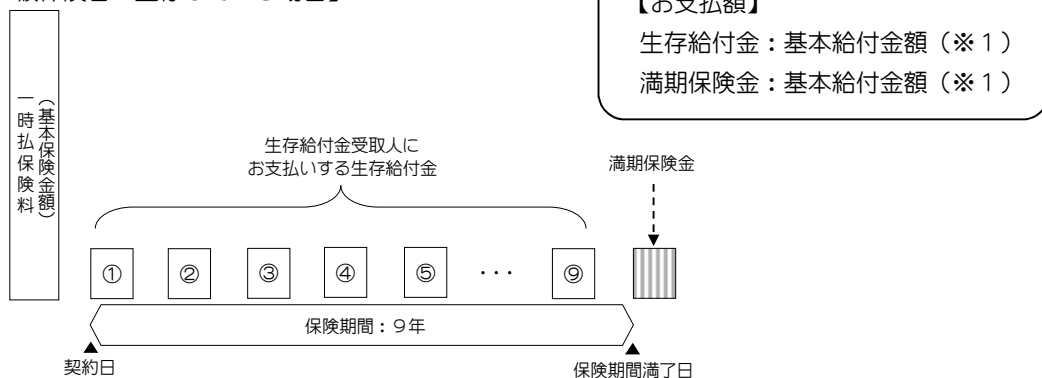 【お支払額】
生存給付金：基本給付金額（※１）
満期保険金：基本給付金額（※１）
一時払保険料
（基本保険金額）
生存給付金受取人に
お支払いする生存給付金
満期保険金
① ② ③ ④ ⑤ ・・・ ⑨
保険期間：９年
契約日
保険期間満了日